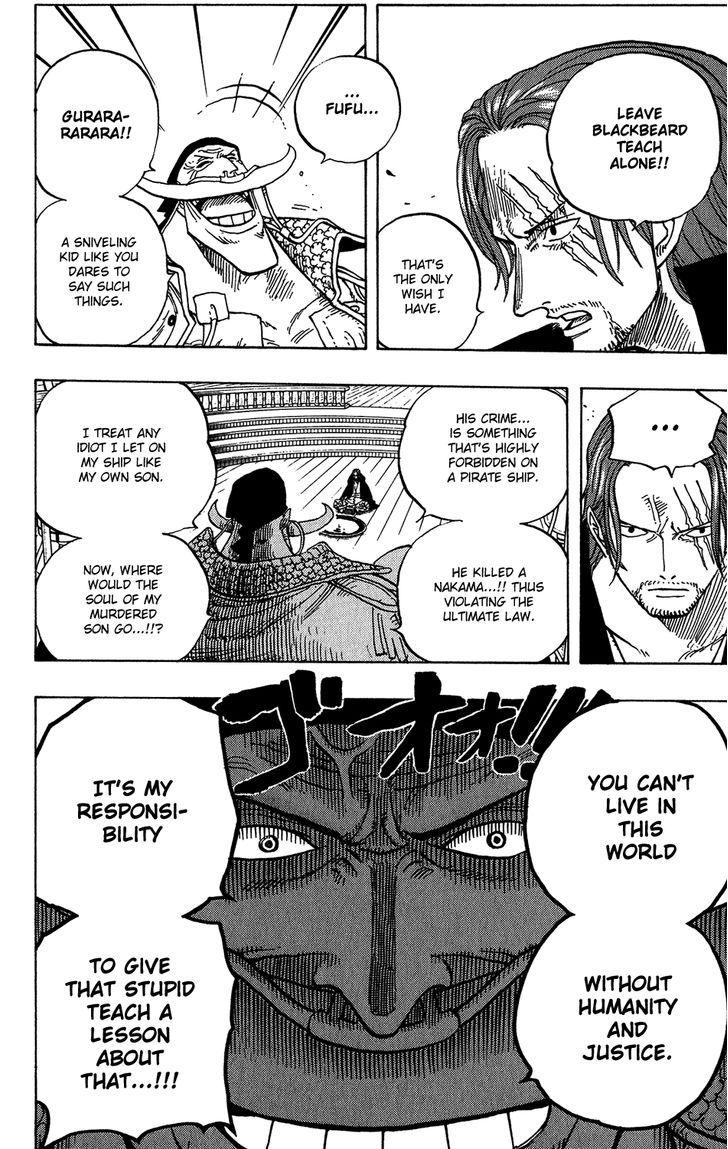 LEAVE
BLACKBEARD
TEACH
ALONE!!
THAT'S
THE ONLY
WISH I
HAVE.
...
FUFU...
GURARA-
RARARA!!
A SNIVELING
KID LIKE YOU
DARES TO
SAY SUCH
THINGS.
...
HIS CRIME...
IS SOMETHING
THAT'S HIGHLY
FORBIDDEN ON
A PIRATE SHIP.
HE KILLED A
NAKAMA...!! THUS
VIOLATING THE
ULTIMATE LAW.
I TREAT ANY
IDIOT I LET ON
MY SHIP LIKE
MY OWN SON.
NOW, WHERE
WOULD THE
SOUL OF MY
MURDERED
SON GO...!!?
ゴオオ!!!
YOU CAN'T
LIVE IN
THIS
WORLD
WITHOUT
HUMANITY
AND
JUSTICE.
IT'S MY
RESPONSI-
BILITY
TO GIVE
THAT STUPID
TEACH A
LESSON
ABOUT
THAT...!!!